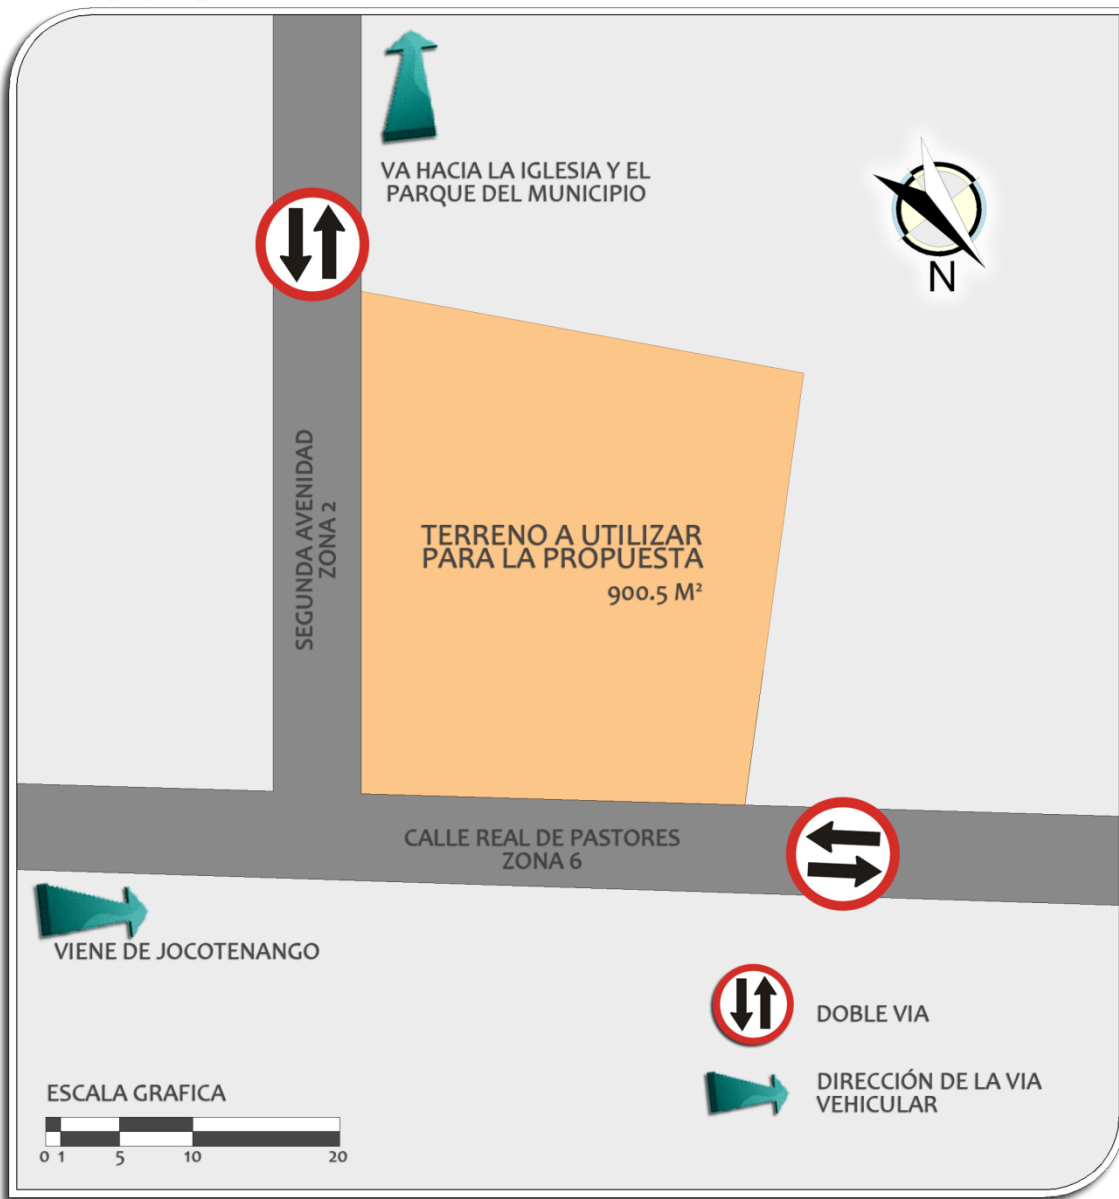 VA HACIA LA IGLESIA Y EL
PARQUE DEL MUNICIPIO
N
SEGUNDA AVENIDAD
ZONA 2
TERRENO A UTILIZAR
PARA LA PROPUESTA
900.5 M²
CALLE REAL DE PASTORES
ZONA 6
VIENE DE JOCOTENANGO
DOBLE VIA
DIRECCIÓN DE LA VIA
VEHICULAR
ESCALA GRAFICA
0 1 5 10 20